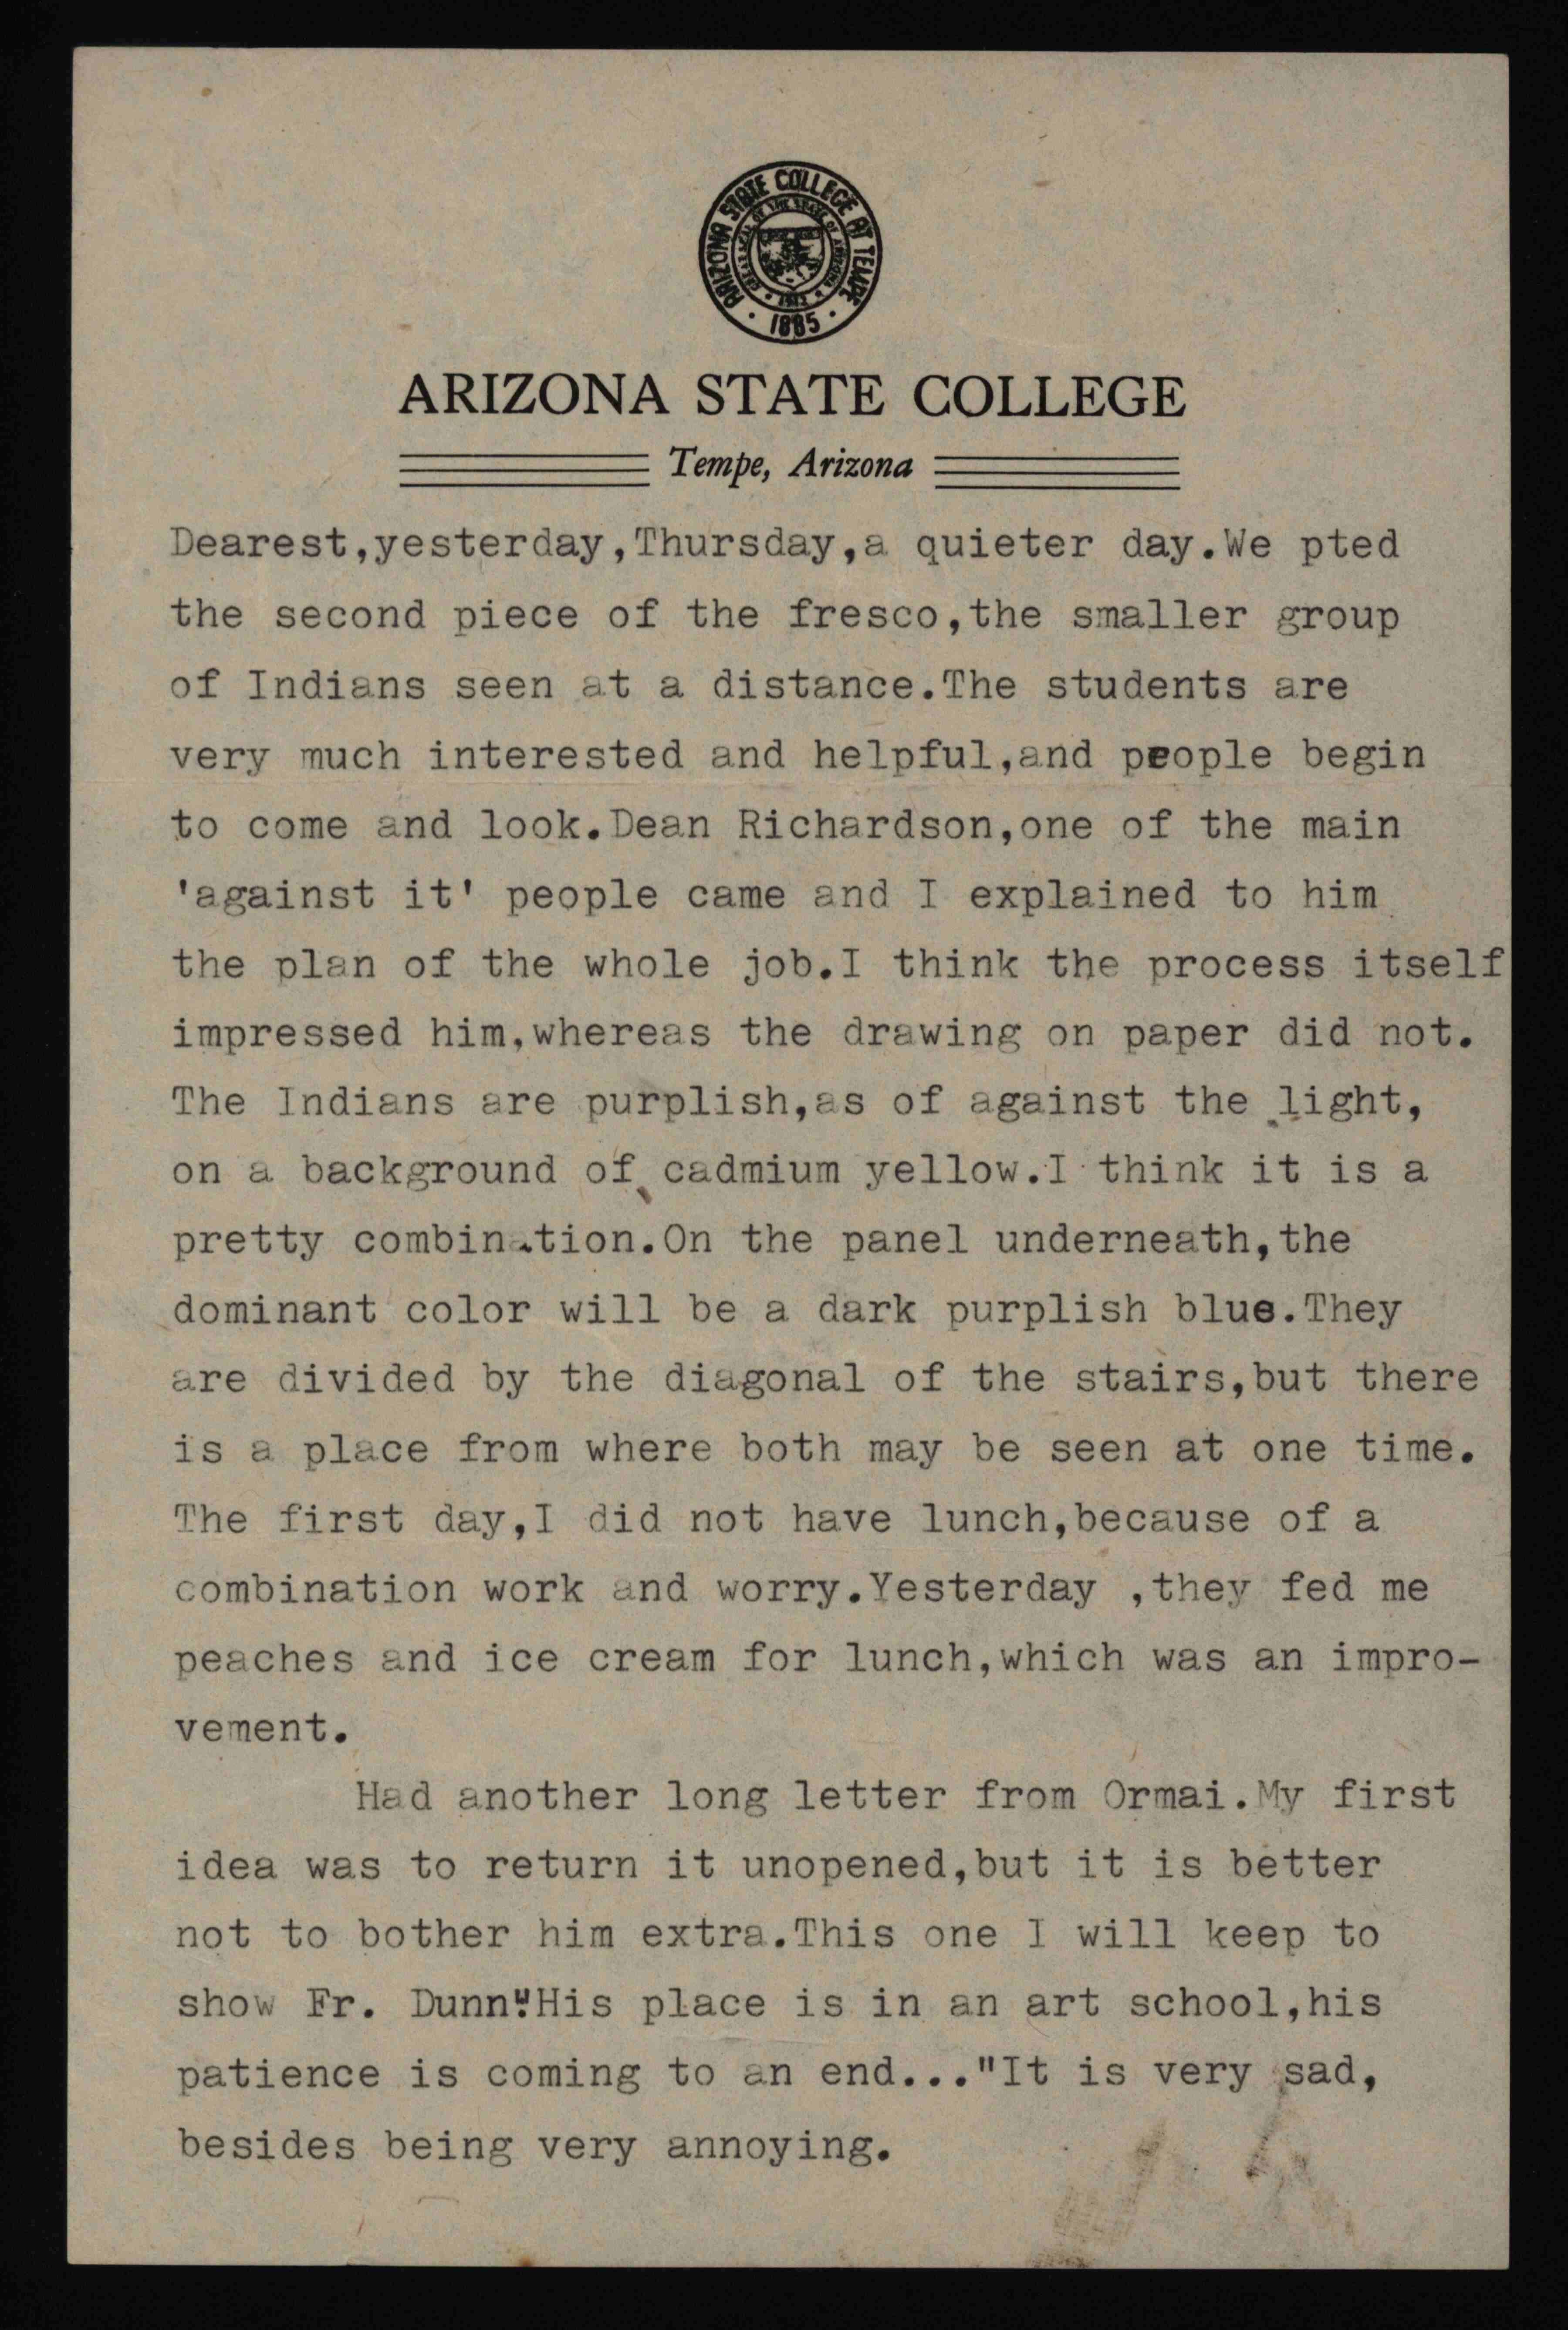 ARIZONA STATE COLLEGE AT TEMPE
1885
ARIZONA STATE COLLEGE
Tempe, Arizona
Dearest,yesterday,Thursday,a quieter day.We pted
the second piece of the fresco,the smaller group
of Indians seen at a distance.The students are
very much interested and helpful,and people begin
to come and look.Dean Richardson,one of the main
'against it' people came and I explained to him
the plan of the whole job.I think the process itself
impressed him,whereas the drawing on paper did not.
The Indians are purplish,as of against the light,
on a background of cadmium yellow.I think it is a
pretty combination.On the panel underneath,the
dominant color will be a dark purplish blue.They
are divided by the diagonal of the stairs,but there
is a place from where both may be seen at one time.
The first day,I did not have lunch,because of a
combination work and worry.Yesterday ,they fed me
peaches and ice cream for lunch,which was an impro-
vement.
Had another long letter from Ormai.My first
idea was to return it unopened,but it is better
not to bother him extra.This one I will keep to
show Fr. Dunn."His place is in an art school,his
patience is coming to an end..."It is very sad,
besides being very annoying.